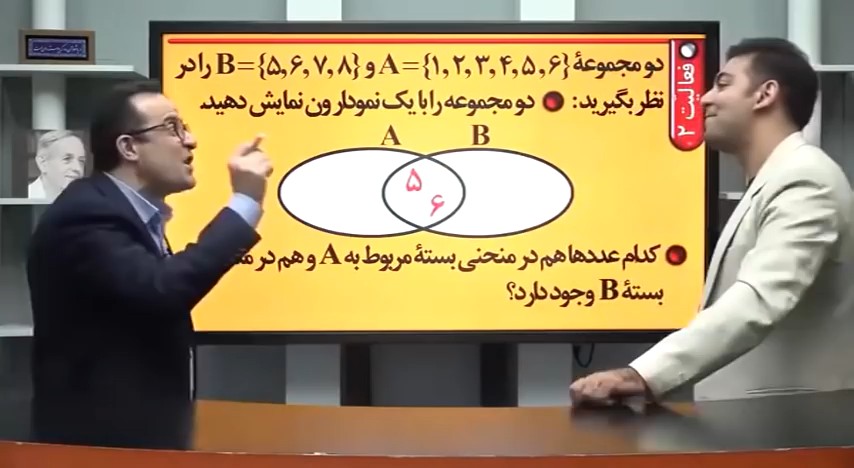 فعالیت ۲
دو مجموعهٔ A={۱,۲,۳,۴,۵,۶} و B={۵,۶,۷,۸} را در
نظر بگیرید: دو مجموعه را با یک نمودار ون نمایش دهید.
A B
۵
۶
کدام عددها هم در منحنی بستهٔ مربوط به A و هم در
بستهٔ B وجود دارد؟